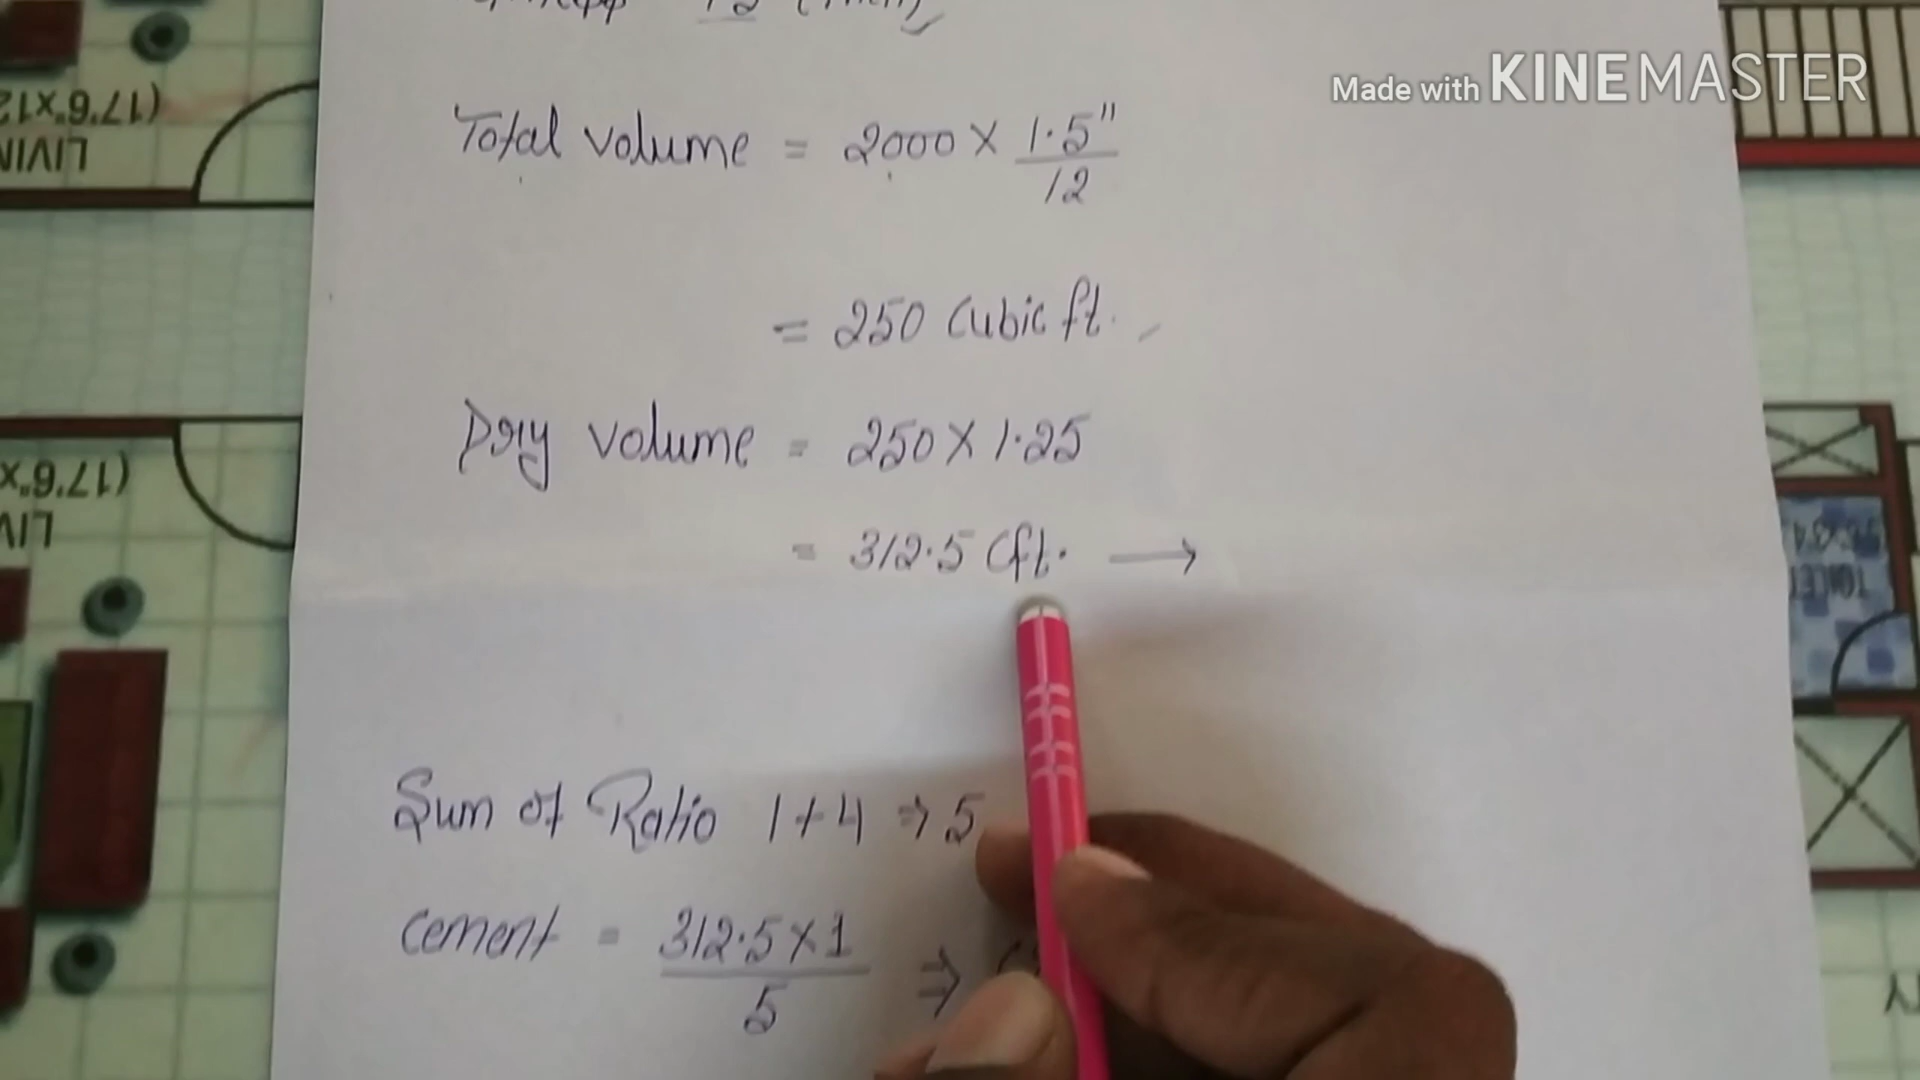 Made with KINEMASTER
Total volume = 2000 × 1.5"
12
= 250 Cubic ft.
Dry volume = 250 × 1.25
= 312.5 Cft. →
Sum of Ratio 1+4 ⇒ 5
Cement = 312.5 × 1 ⇒
5
(17'6"X12
LIVIN
(17'6"X
LIV
TOILET